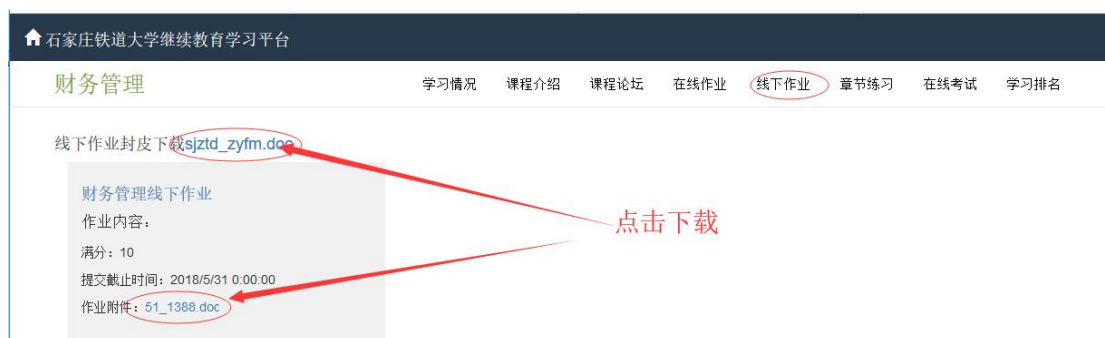 石家庄铁道大学继续教育学习平台
财务管理 学习情况 课程介绍 课程论坛 在线作业 线下作业 章节练习 在线考试 学习排名
线下作业封皮下载sjztd_zyfm.doc
财务管理线下作业
作业内容：
点击下载
满分：10
提交截止时间：2018/5/31 0:00:00
作业附件：51_1388.doc